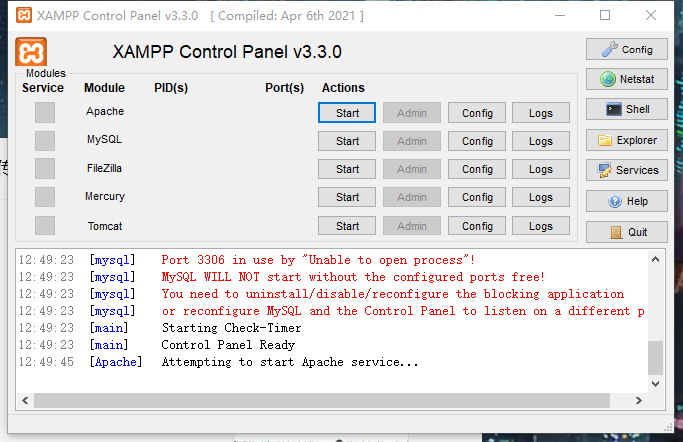 XAMPP Control Panel v3.3.0 [ Compiled: Apr 6th 2021 ]
XAMPP Control Panel v3.3.0
Config
Modules
Service Module PID(s) Port(s) Actions
Netstat
Apache Start Admin Config Logs
Shell
MySQL Start Admin Config Logs
Explorer
FileZilla Start Admin Config Logs
Services
Mercury Start Admin Config Logs
Help
Tomcat Start Admin Config Logs
Quit
12:49:23 [mysql] Port 3306 in use by "Unable to open process"!
12:49:23 [mysql] MySQL WILL NOT start without the configured ports free!
12:49:23 [mysql] You need to uninstall/disable/reconfigure the blocking application
12:49:23 [mysql] or reconfigure MySQL and the Control Panel to listen on a different p
12:49:23 [main] Starting Check-Timer
12:49:23 [main] Control Panel Ready
12:49:45 [Apache] Attempting to start Apache service...